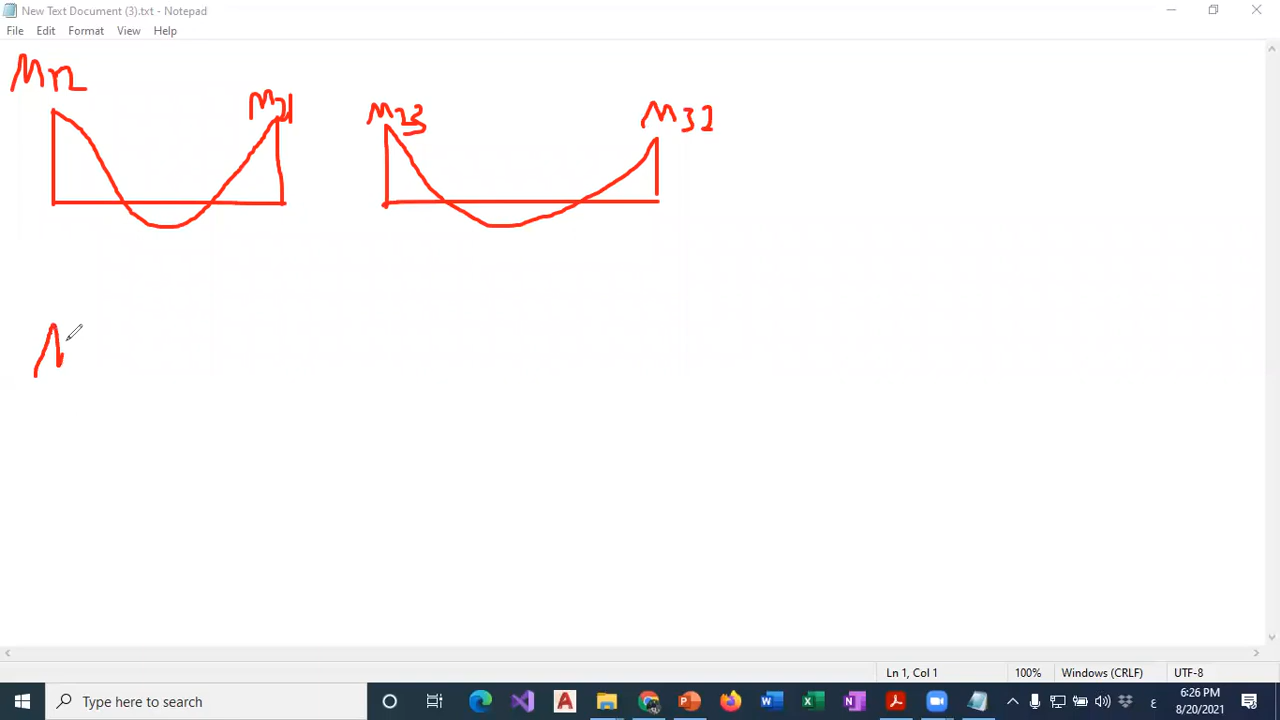 New Text Document (3).txt - Notepad
File Edit Format View Help
M12
M21
M23
M32
Ln 1, Col 1 100% Windows (CRLF) UTF-8
Type here to search
ع
6:26 PM
8/20/2021